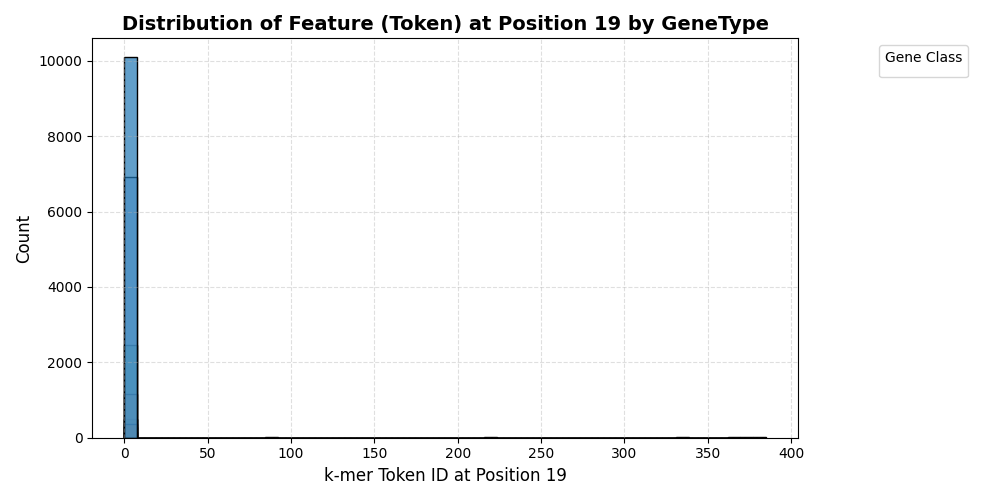 Distribution of Feature (Token) at Position 19 by GeneType
Gene Class
10000
8000
6000
4000
2000
0
Count
0 50 100 150 200 250 300 350 400
k-mer Token ID at Position 19